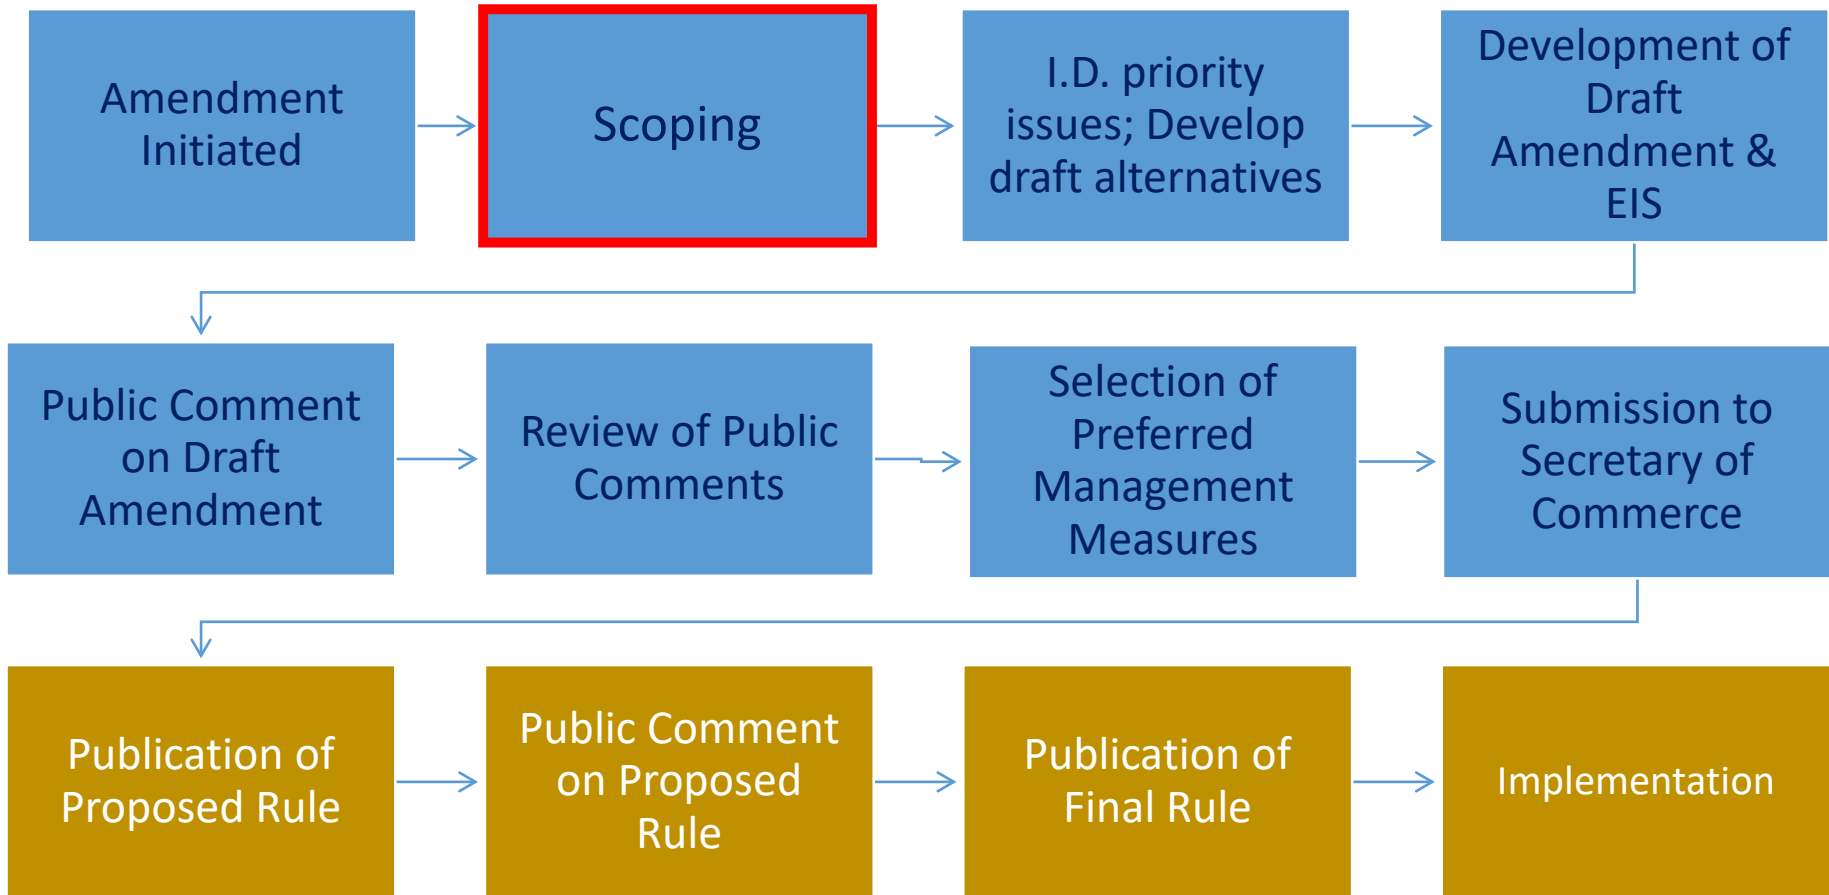 Amendment
Initiated
Scoping
I.D. priority
issues; Develop
draft alternatives
Development of
Draft
Amendment &
EIS
Public Comment
on Draft
Amendment
Review of Public
Comments
Selection of
Preferred
Management
Measures
Submission to
Secretary of
Commerce
Publication of
Proposed Rule
Public Comment
on Proposed
Rule
Publication of
Final Rule
Implementation